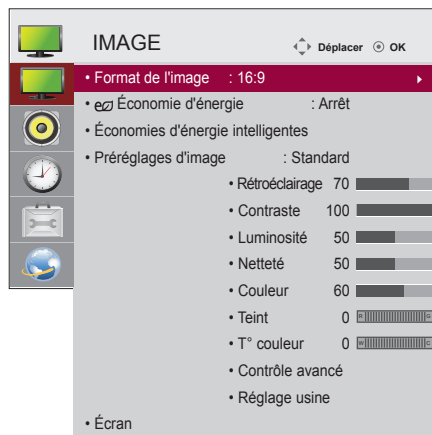 IMAGE
Déplacer OK
• Format de l'image : 16:9
• Économie d'énergie : Arrêt
• Économies d'énergie intelligentes
• Préréglages d'image : Standard
• Rétroéclairage 70
• Contraste 100
• Luminosité 50
• Netteté 50
• Couleur 60
• Teint 0 R G
• T° couleur 0 W C
• Contrôle avancé
• Réglage usine
• Écran